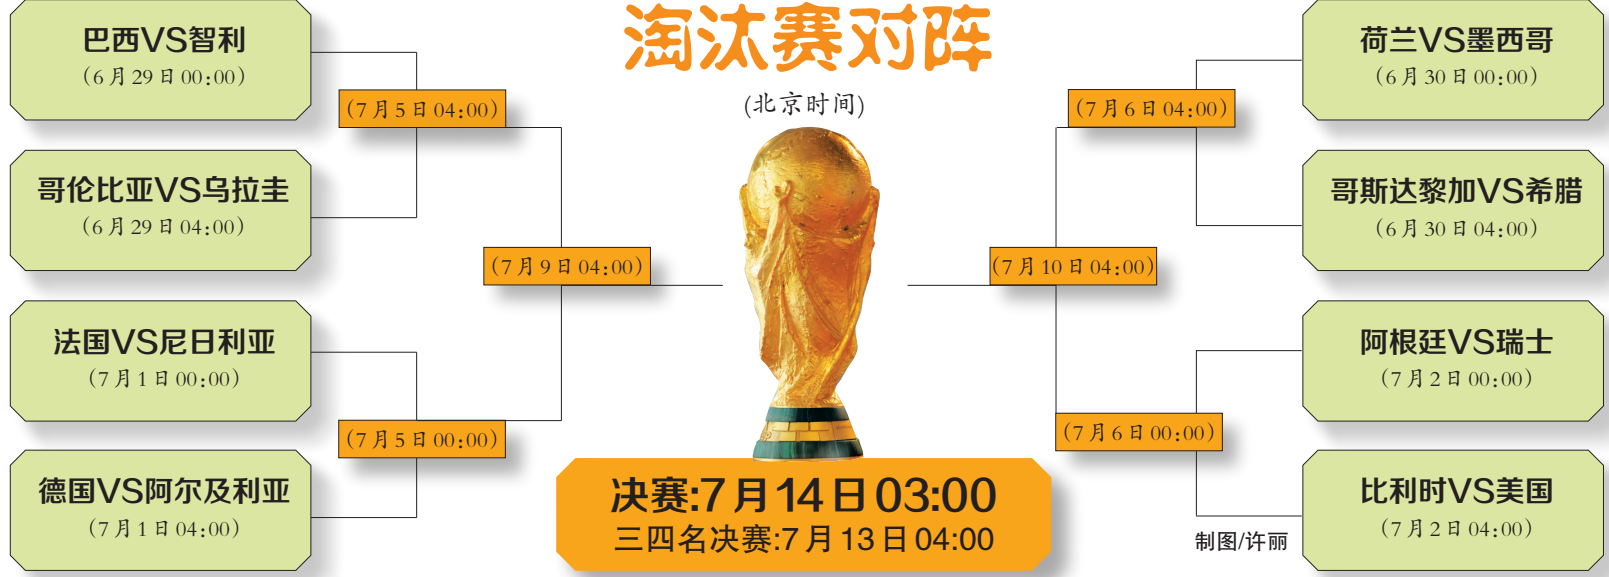 淘汰赛对阵
(北京时间)
巴西VS智利
(6月29日00:00)
哥伦比亚VS乌拉圭
(6月29日04:00)
法国VS尼日利亚
(7月1日00:00)
德国VS阿尔及利亚
(7月1日04:00)
(7月5日04:00)
(7月5日00:00)
(7月9日04:00)
(7月10日04:00)
(7月6日04:00)
(7月6日00:00)
荷兰VS墨西哥
(6月30日00:00)
哥斯达黎加VS希腊
(6月30日04:00)
阿根廷VS瑞士
(7月2日00:00)
比利时VS美国
(7月2日04:00)
决赛:7月14日03:00
三四名决赛:7月13日04:00
制图/许丽